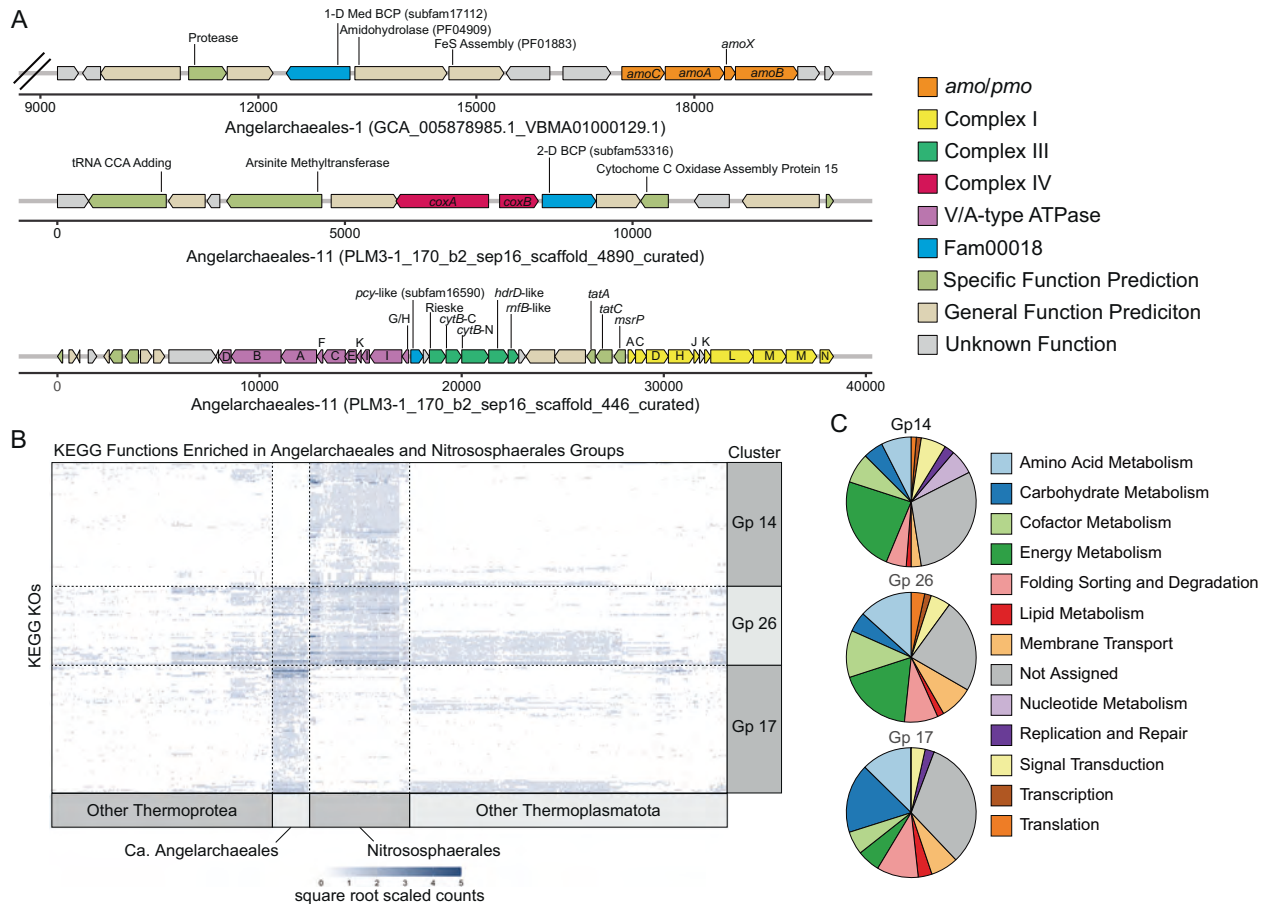 A
1-D Med BCP (subfam17112)
Amidohydrolase (PF04909)
Protease
FeS Assembly (PF01883)
amoX
amoC amoA amoB
9000 12000 15000 18000
Angelarchaeales-1 (GCA_005878985.1_VBMA01000129.1)
2-D BCP (subfam53316)
tRNA CCA Adding
Arsinite Methyltransferase
Cytochome C Oxidase Assembly Protein 15
coxA coxB
0 5000 10000
Angelarchaeales-11 (PLM3-1_170_b2_sep16_scaffold_4890_curated)
pcy-like (subfam16590)
hdrD-like
tatA
G/H
Rieske
cytB-C
cytB-N
rnfB-like
tatC
msrP
F K A C J K
D B A C E I D H L M M N
0 10000 20000 30000 40000
Angelarchaeales-11 (PLM3-1_170_b2_sep16_scaffold_446_curated)
amo/pmo
Complex I
Complex III
Complex IV
V/A-type ATPase
Fam00018
Specific Function Prediction
General Function Prediciton
Unknown Function
B
KEGG Functions Enriched in Angelarchaeales and Nitrososphaerales Groups
Cluster
KEGG KOs
Gp 14
Gp 26
Gp 17
Other Thermoprotea
Other Thermoplasmatota
Ca. Angelarchaeales
Nitrososphaerales
0 1 2 3 4 5
square root scaled counts
C
Gp14
Gp 26
Gp 17
Amino Acid Metabolism
Carbohydrate Metabolism
Cofactor Metabolism
Energy Metabolism
Folding Sorting and Degradation
Lipid Metabolism
Membrane Transport
Not Assigned
Nucleotide Metabolism
Replication and Repair
Signal Transduction
Transcription
Translation